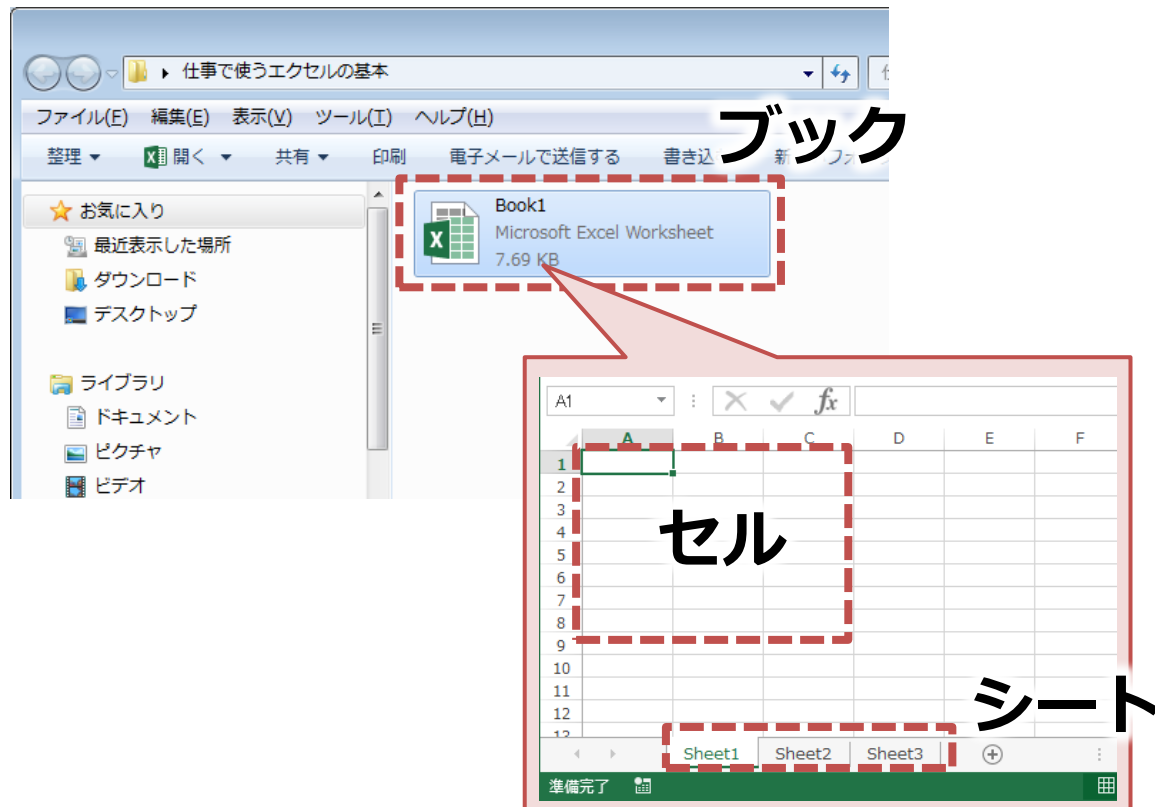 仕事で使うエクセルの基本
ファイル(F) 編集(E) 表示(V) ツール(T) ヘルプ(H)
ブック
整理 開く 共有 印刷 電子メールで送信する 書き込
お気に入り
最近表示した場所
ダウンロード
デスクトップ
ライブラリ
ドキュメント
ピクチャ
ビデオ
Book1
Microsoft Excel Worksheet
7.69 KB
A1 fx
A B C D E F
1
2
3
4
5
6
7
8
9
10
11
12
13
セル
シート
Sheet1 Sheet2 Sheet3
準備完了